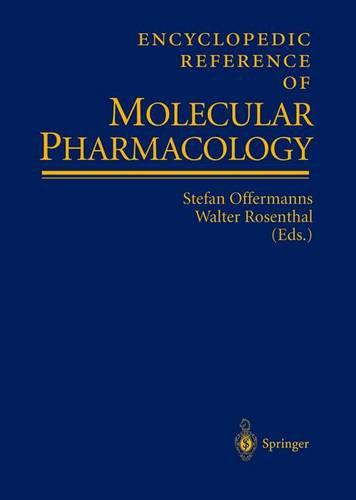 ENCYCLOPEDIC
REFERENCE
OF
MOLECULAR
PHARMACOLOGY
Stefan Offermanns
Walter Rosenthal
(Eds.)
Springer